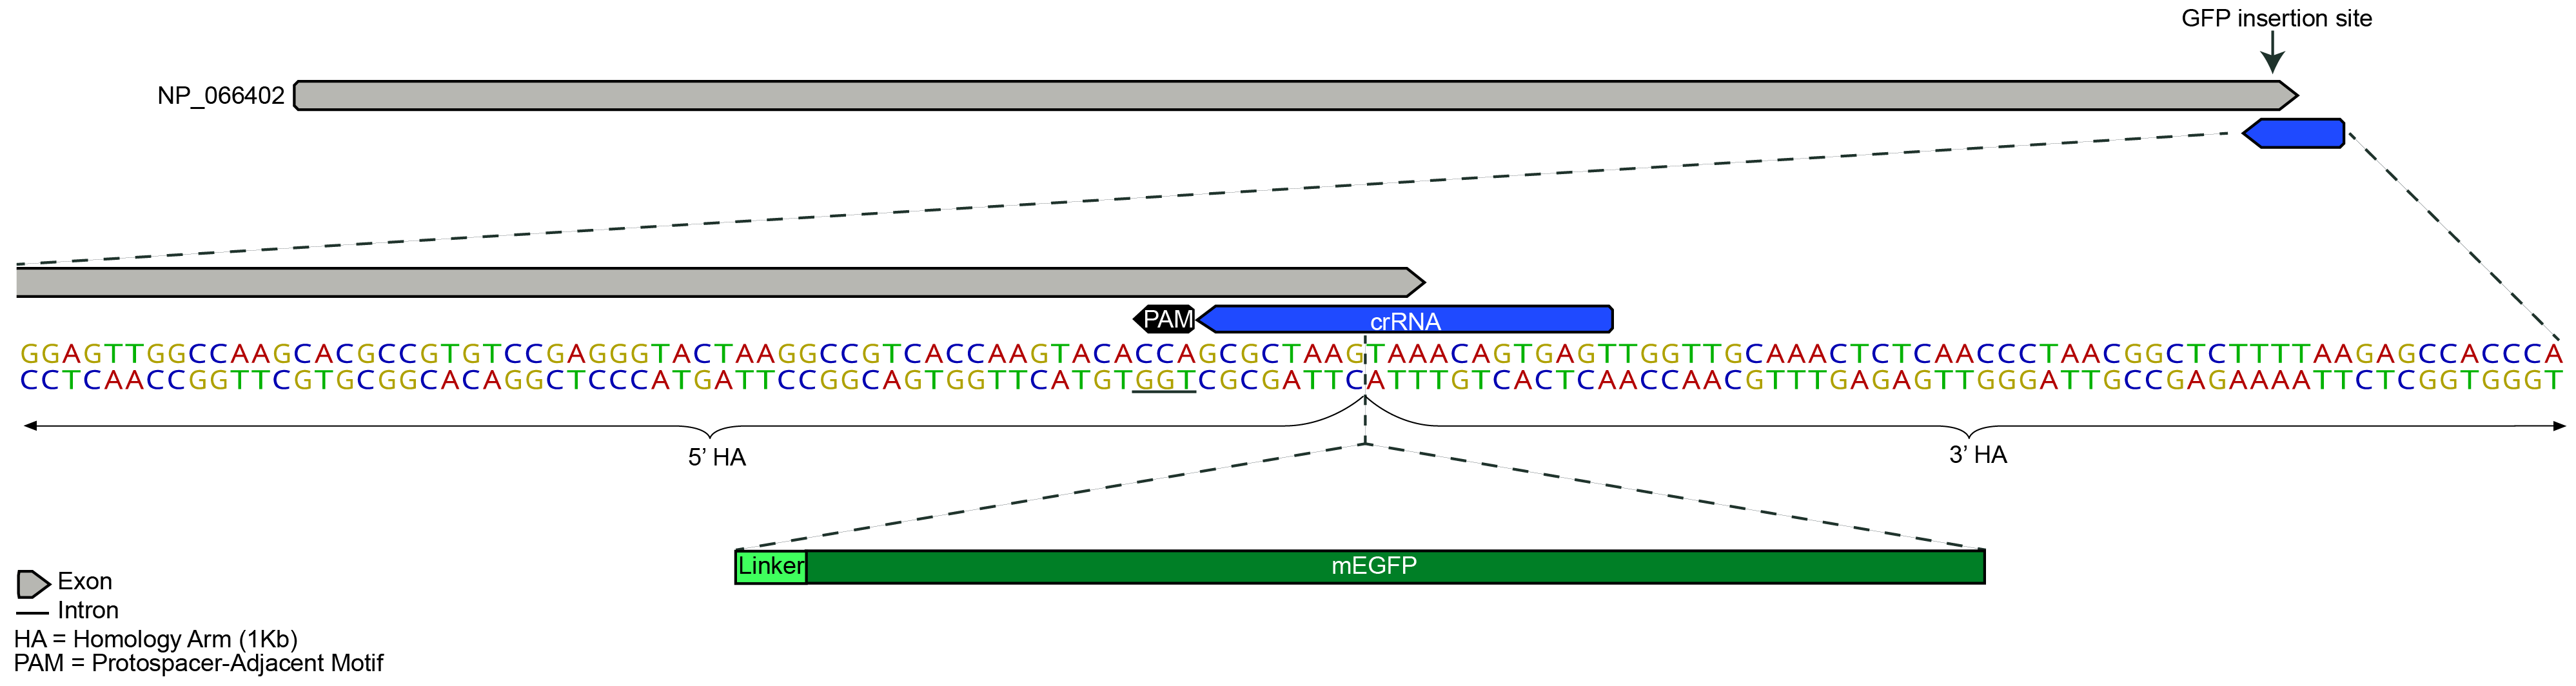 GFP insertion site
NP_066402
PAM
crRNA
GGAGTTGGCCAAGCACGCCGTGTCCGAGGGTACTAAGGCCGTCACCAAGTACACCAGCGCTAAGTAAACAGTGAGTTGGTTGCAAACTCTCAACCCTAACGGCTCTTTTAAGAGCCACCCA
CCTCAACCGGTTCGTGCGGCACAGGCTCCCATGATTCCGGCAGTGGTTCATGTGGTCGCGATTCATTTGTCACTCAACCAACGTTTGAGAGTTGGGATTGCCGAGAAAATTCTCGGTGGGT
5’ HA
3’ HA
Linker
mEGFP
Exon
Intron
HA = Homology Arm (1Kb)
PAM = Protospacer-Adjacent Motif